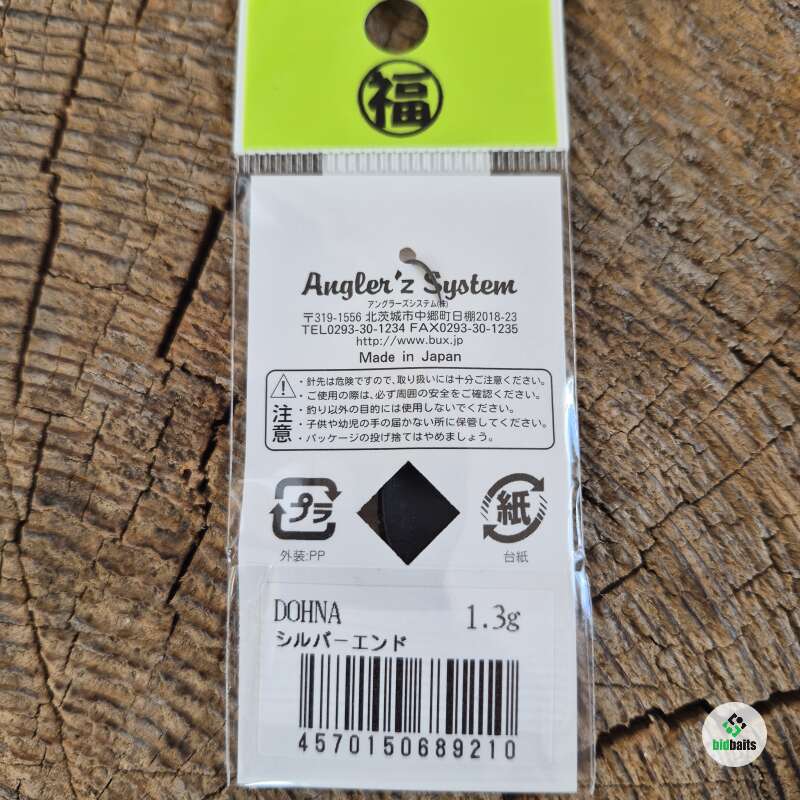 福
Angler'z System
アングラーズシステム(株)
〒319-1556 北茨城市中郷町日棚2018-23
TEL0293-30-1234 FAX0293-30-1235
http://www.bux.jp
Made in Japan
注意
・針先は危険ですので、取り扱いには十分ご注意ください。
・ご使用の際は、必ず周囲の安全をご確認ください。
・釣り以外の目的には使用しないでください。
・子供や幼児の手の届かない所に保管してください。
・パッケージの投げ捨てはやめましょう。
プラ
外装:PP
紙
台紙
DOHNA 1.3g
シルバーエンド
4570150689210
bidbaits